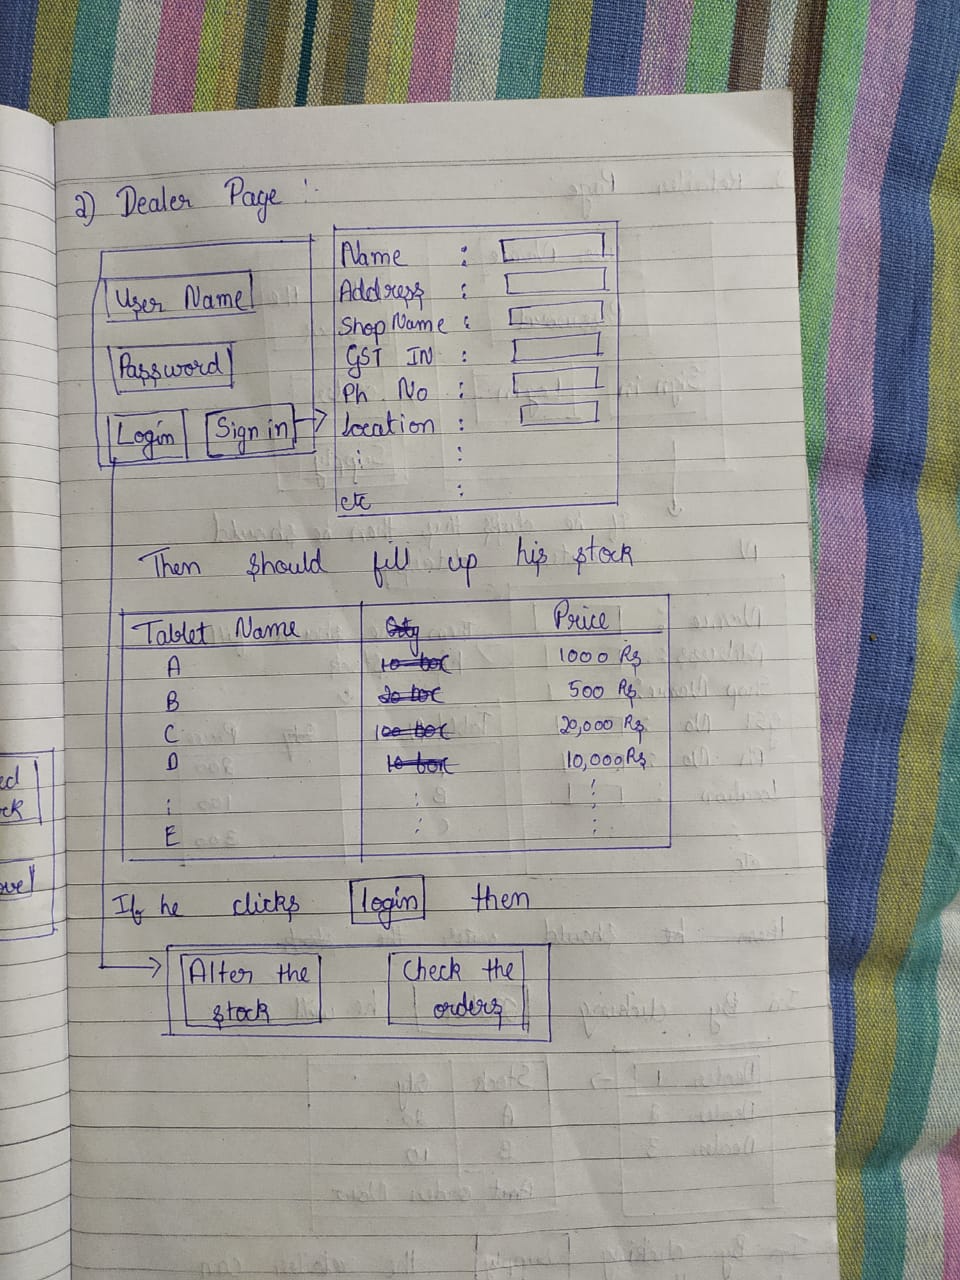 2) Dealer Page :-
User Name
Password
Login Sign in
Name :
Address :
Shop Name :
GST IN :
Ph No :
Location :
: :
etc :
Then should fill up his stock
Tablet Name Qty Price
A 10 box 1000 Rs
B 20 box 500 Rs
C 100 box 20,000 Rs
D 10 box 10,000 Rs
: : :
E : :
If he clicks login then
Alter the stock
Check the orders